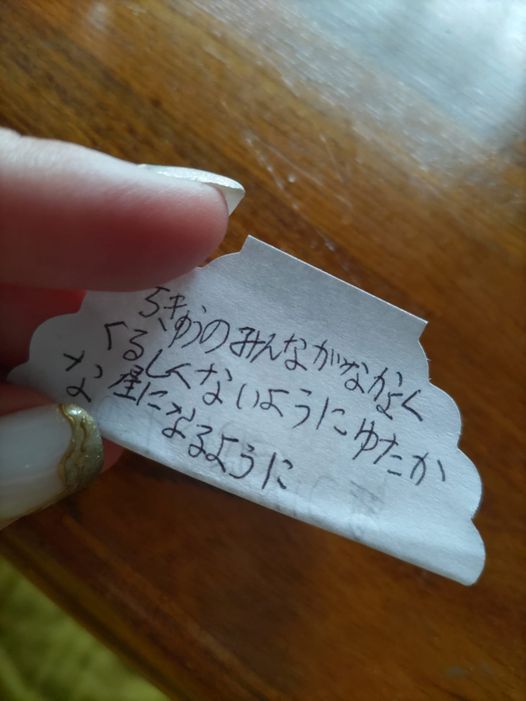 ちきゅうのみんながなかよく
くるしくないようにゆたか
な星になるように